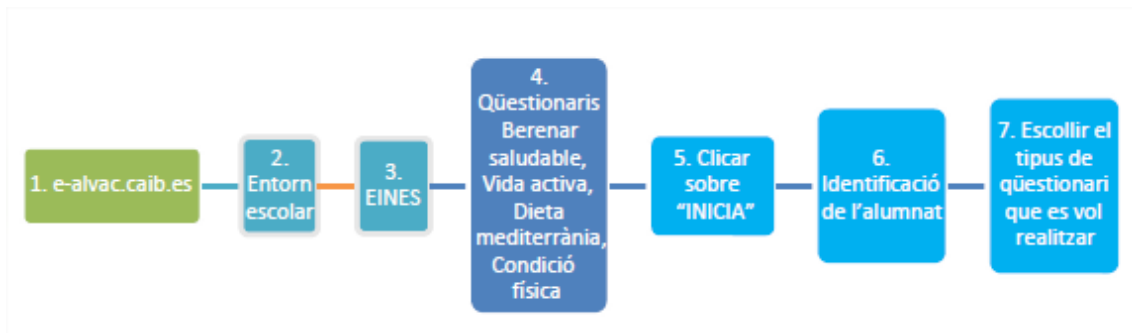 1. e-alvac.caib.es
2.
Entorn
escolar
3.
EINES
4.
Qüestionaris
Berenar
saludable,
Vida activa,
Dieta
mediterrània,
Condició
física
5. Clicar
sobre
“INICIA”
6.
Identificació
de l’alumnat
7. Escollir el
tipus de
qüestionari
que es vol
realitzar